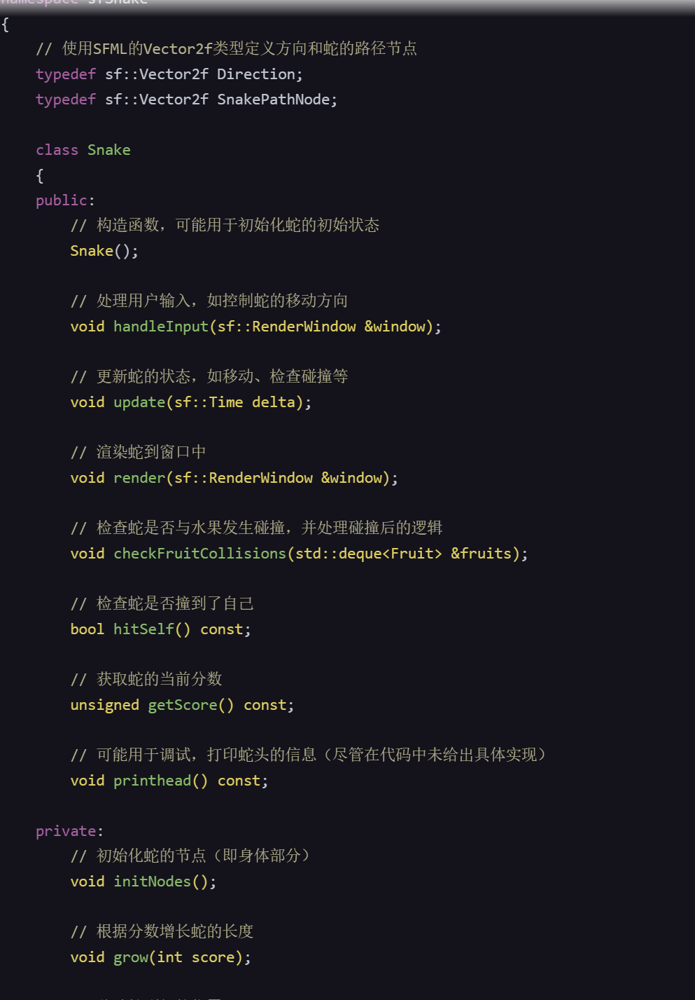 namespace sfSnake
{
// 使用SFML的Vector2f类型定义方向和蛇的路径节点
typedef sf::Vector2f Direction;
typedef sf::Vector2f SnakePathNode;
class Snake
{
public:
// 构造函数，可能用于初始化蛇的初始状态
Snake();
// 处理用户输入，如控制蛇的移动方向
void handleInput(sf::RenderWindow &window);
// 更新蛇的状态，如移动、检查碰撞等
void update(sf::Time delta);
// 渲染蛇到窗口中
void render(sf::RenderWindow &window);
// 检查蛇是否与水果发生碰撞，并处理碰撞后的逻辑
void checkFruitCollisions(std::deque<Fruit> &fruits);
// 检查蛇是否撞到了自己
bool hitSelf() const;
// 获取蛇的当前分数
unsigned getScore() const;
// 可能用于调试，打印蛇头的信息（尽管在代码中未给出具体实现）
void printhead() const;
private:
// 初始化蛇的节点（即身体部分）
void initNodes();
// 根据分数增长蛇的长度
void grow(int score);